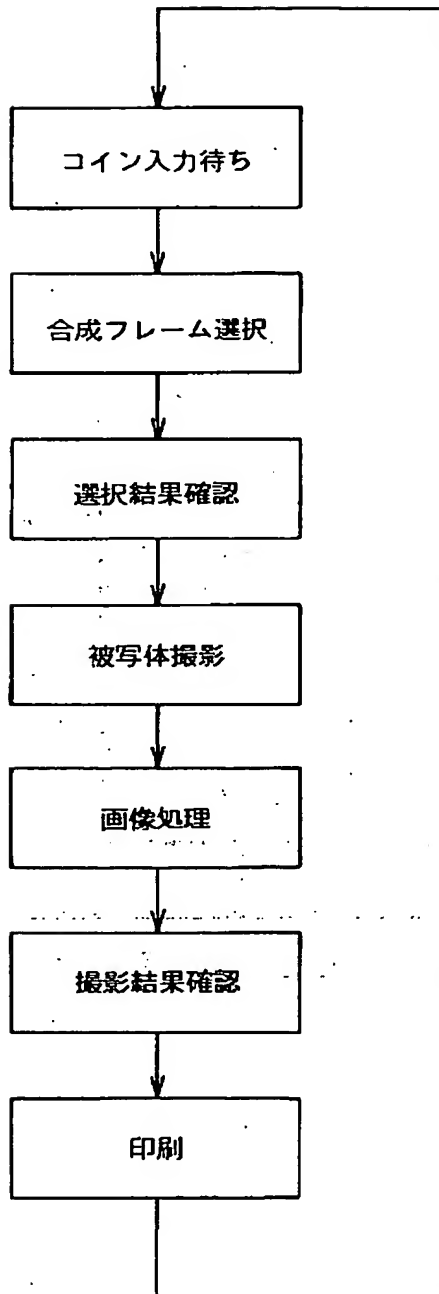 コイン入力待ち
合成フレーム選択
選択結果確認
被写体撮影
画像処理
撮影結果確認
印刷